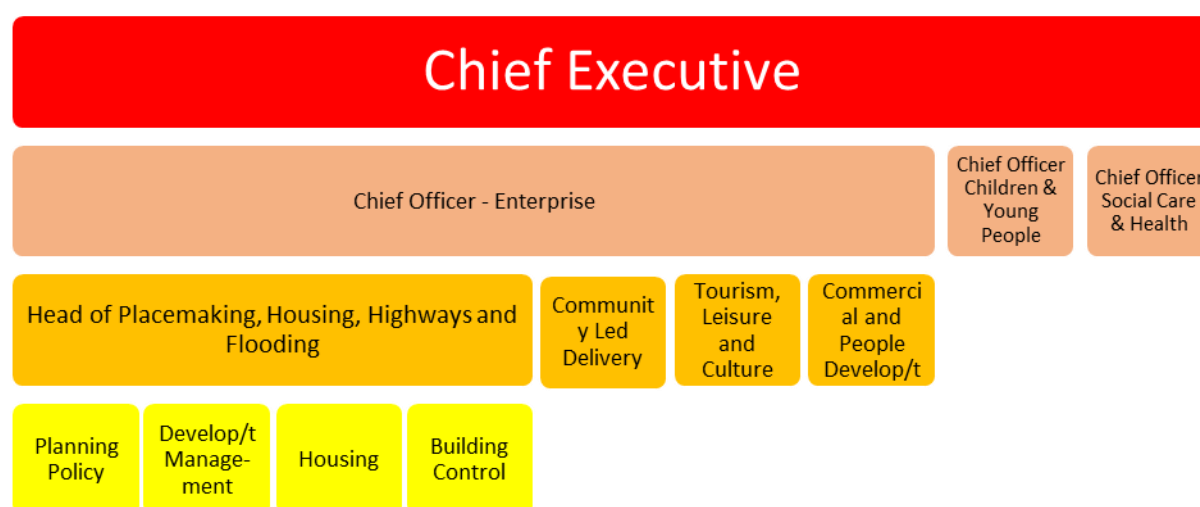 Chief Executive
Chief Officer - Enterprise
Chief Officer
Children &
Young
People
Chief Officer
Social Care
& Health
Head of Placemaking, Housing, Highways and
Flooding
Communit
y Led
Delivery
Tourism,
Leisure
and
Culture
Commerci
al and
People
Develop/t
Planning
Policy
Develop/t
Manage-
ment
Housing
Building
Control